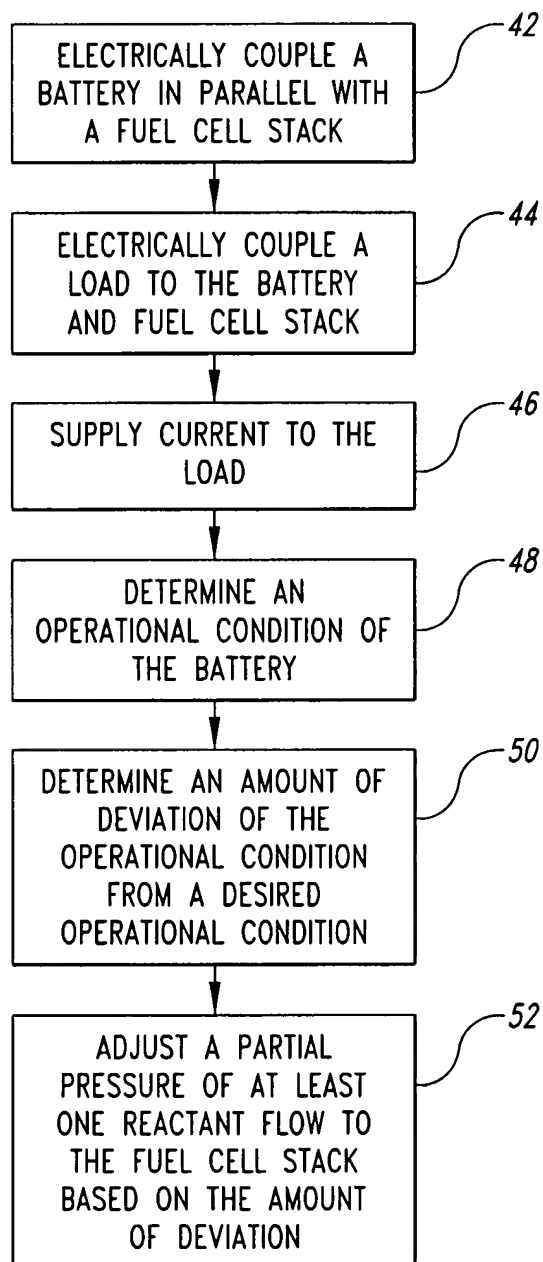 ELECTRICALLY COUPLE A
BATTERY IN PARALLEL WITH
A FUEL CELL STACK
42
ELECTRICALLY COUPLE A
LOAD TO THE BATTERY
AND FUEL CELL STACK
44
SUPPLY CURRENT TO THE
LOAD
46
DETERMINE AN
OPERATIONAL CONDITION OF
THE BATTERY
48
DETERMINE AN AMOUNT OF
DEVIATION OF THE
OPERATIONAL CONDITION
FROM A DESIRED
OPERATIONAL CONDITION
50
ADJUST A PARTIAL
PRESSURE OF AT LEAST
ONE REACTANT FLOW TO
THE FUEL CELL STACK
BASED ON THE AMOUNT
OF DEVIATION
52